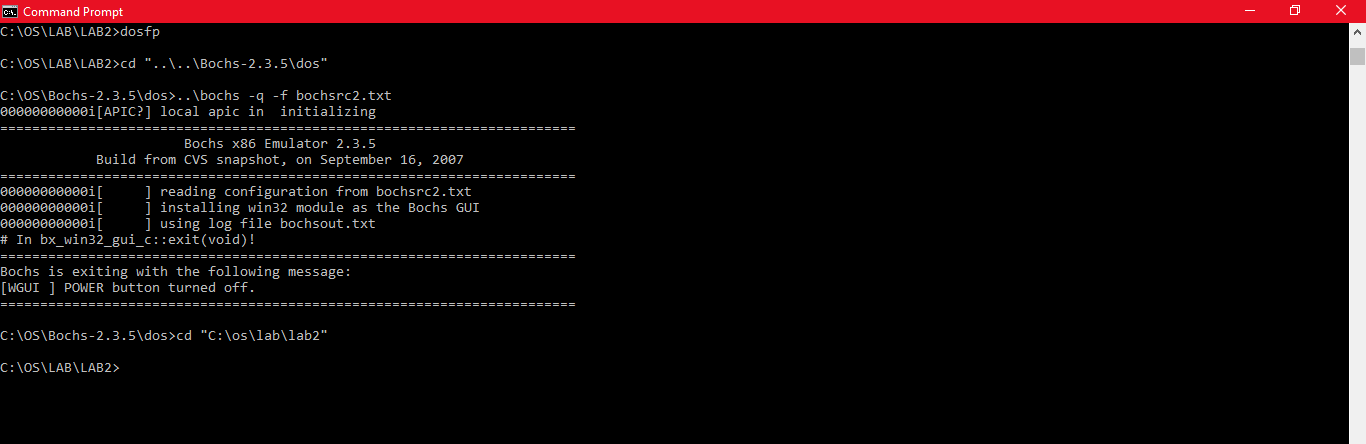 Command Prompt
C:\OS\LAB\LAB2>dosfp
C:\OS\LAB\LAB2>cd "..\..\Bochs-2.3.5\dos"
C:\OS\Bochs-2.3.5\dos>..\bochs -q -f bochsrc2.txt
00000000000i[APIC?] local apic in  initializing
========================================================================
                       Bochs x86 Emulator 2.3.5
            Build from CVS snapshot, on September 16, 2007
========================================================================
00000000000i[     ] reading configuration from bochsrc2.txt
00000000000i[     ] installing win32 module as the Bochs GUI
00000000000i[     ] using log file bochsout.txt
# In bx_win32_gui_c::exit(void)!
========================================================================
Bochs is exiting with the following message:
[WGUI ] POWER button turned off.
========================================================================
C:\OS\Bochs-2.3.5\dos>cd "C:\os\lab\lab2"
C:\OS\LAB\LAB2>